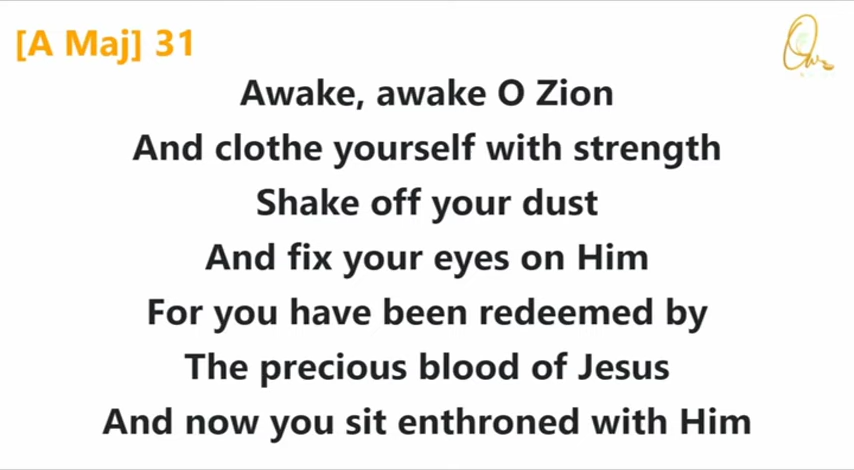 [A Maj] 31
Awake, awake O Zion
And clothe yourself with strength
Shake off your dust
And fix your eyes on Him
For you have been redeemed by
The precious blood of Jesus
And now you sit enthroned with Him